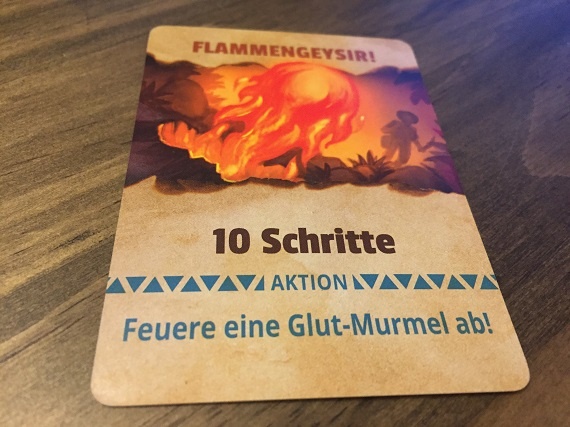 FLAMMENGEYSIR!
10 Schritte
AKTION
Feuere eine Glut-Murmel ab!